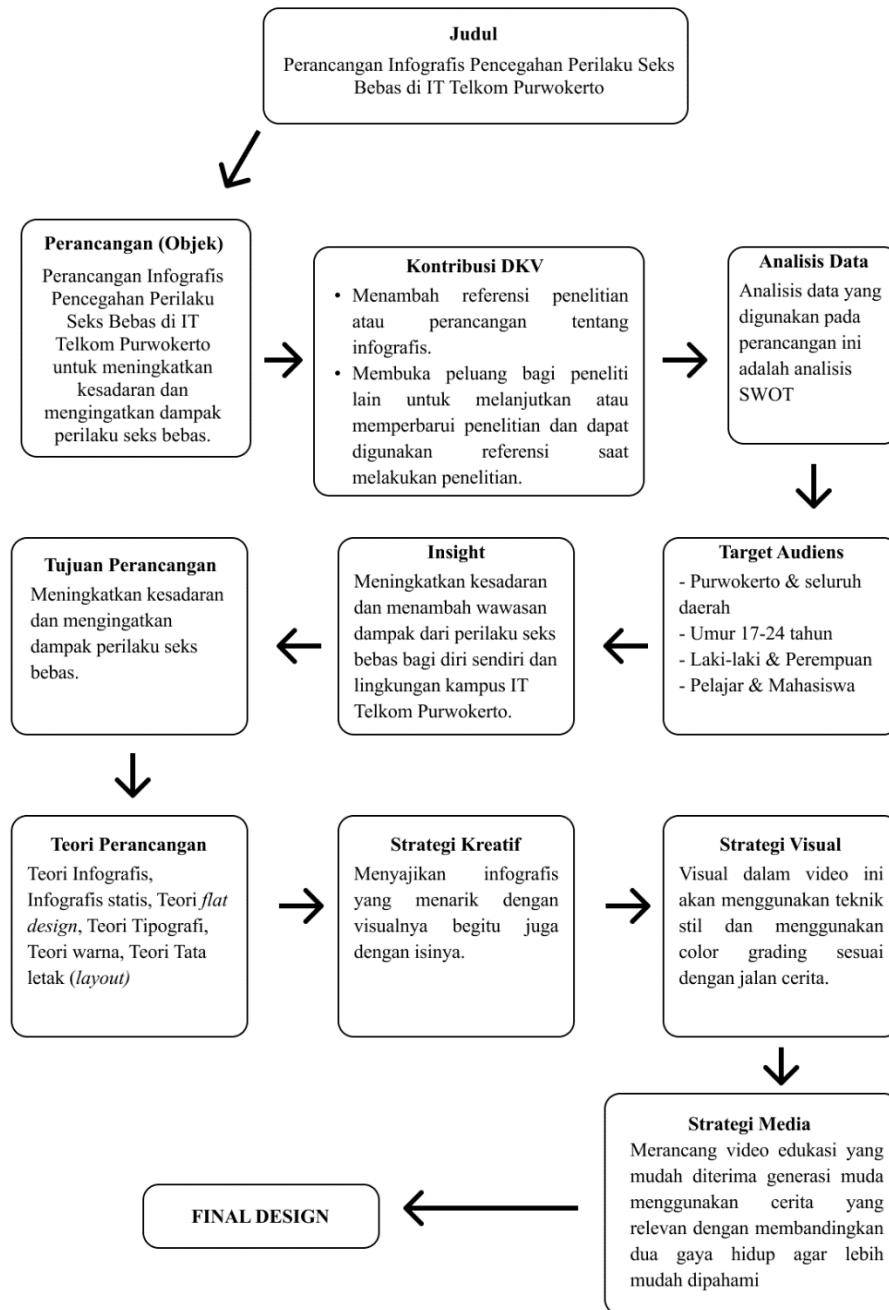 Judul
Perancangan Infografis Pencegahan Perilaku Seks
Bebas di IT Telkom Purwokerto
Perancangan (Objek)
Perancangan Infografis
Pencegahan Perilaku
Seks Bebas di IT
Telkom Purwokerto
untuk meningkatkan
kesadaran dan
mengingatkan dampak
perilaku seks bebas.
Kontribusi DKV
• Menambah referensi penelitian
atau perancangan tentang
infografis.
• Membuka peluang bagi peneliti
lain untuk melanjutkan atau
memperbarui penelitian dan dapat
digunakan referensi saat
melakukan penelitian.
Analisis Data
Analisis data yang
digunakan pada
perancangan ini
adalah analisis
SWOT
Target Audiens
- Purwokerto & seluruh
daerah
- Umur 17-24 tahun
- Laki-laki & Perempuan
- Pelajar & Mahasiswa
Insight
Meningkatkan kesadaran
dan menambah wawasan
dampak dari perilaku seks
bebas bagi diri sendiri dan
lingkungan kampus IT
Telkom Purwokerto.
Tujuan Perancangan
Meningkatkan kesadaran
dan mengingatkan
dampak perilaku seks
bebas.
Teori Perancangan
Teori Infografis,
Infografis statis, Teori flat
design, Teori Tipografi,
Teori warna, Teori Tata
letak (layout)
Strategi Kreatif
Menyajikan infografis
yang menarik dengan
visualnya begitu juga
dengan isinya.
Strategi Visual
Visual dalam video ini
akan menggunakan teknik
stil dan menggunakan
color grading sesuai
dengan jalan cerita.
Strategi Media
Merancang video edukasi yang
mudah diterima generasi muda
menggunakan cerita yang
relevan dengan membandingkan
dua gaya hidup agar lebih
mudah dipahami
FINAL DESIGN